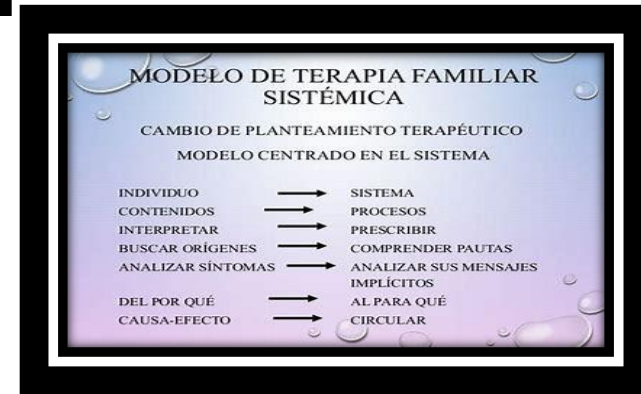 MODELO DE TERAPIA FAMILIAR
SISTÉMICA
CAMBIO DE PLANTEAMIENTO TERAPÉUTICO
MODELO CENTRADO EN EL SISTEMA
INDIVIDUO → SISTEMA
CONTENIDOS → PROCESOS
INTERPRETAR → PRESCRIBIR
BUSCAR ORÍGENES → COMPRENDER PAUTAS
ANALIZAR SÍNTOMAS → ANALIZAR SUS MENSAJES
IMPLÍCITOS
DEL POR QUÉ → AL PARA QUÉ
CAUSA-EFECTO → CIRCULAR